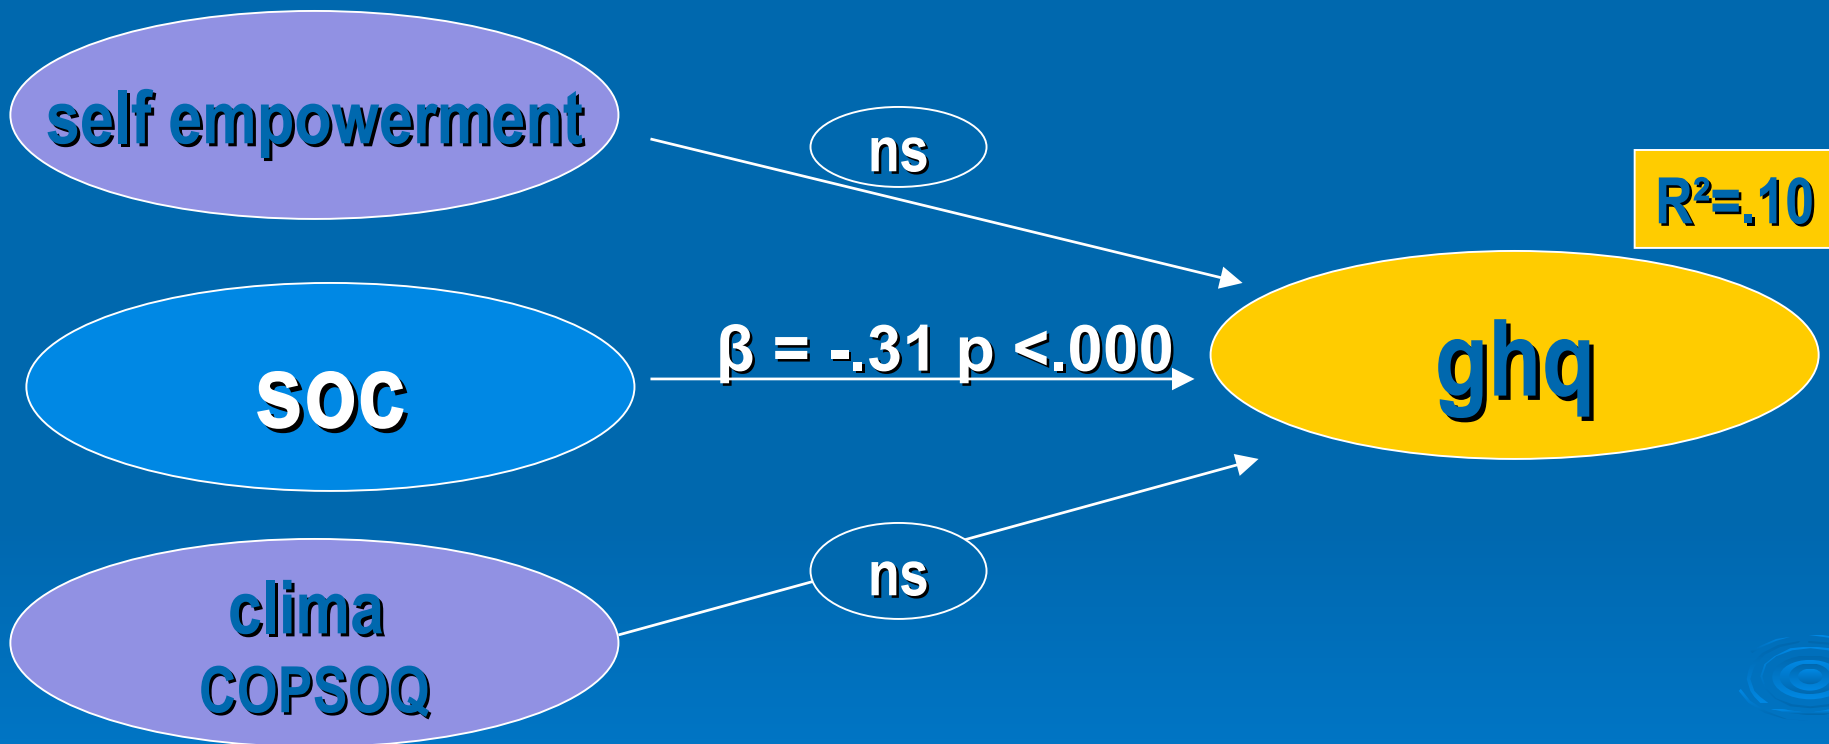 self empowerment
ns
R²=.10
β = -.31 p <.000
soc
ghq
ns
clima
COPSOQ